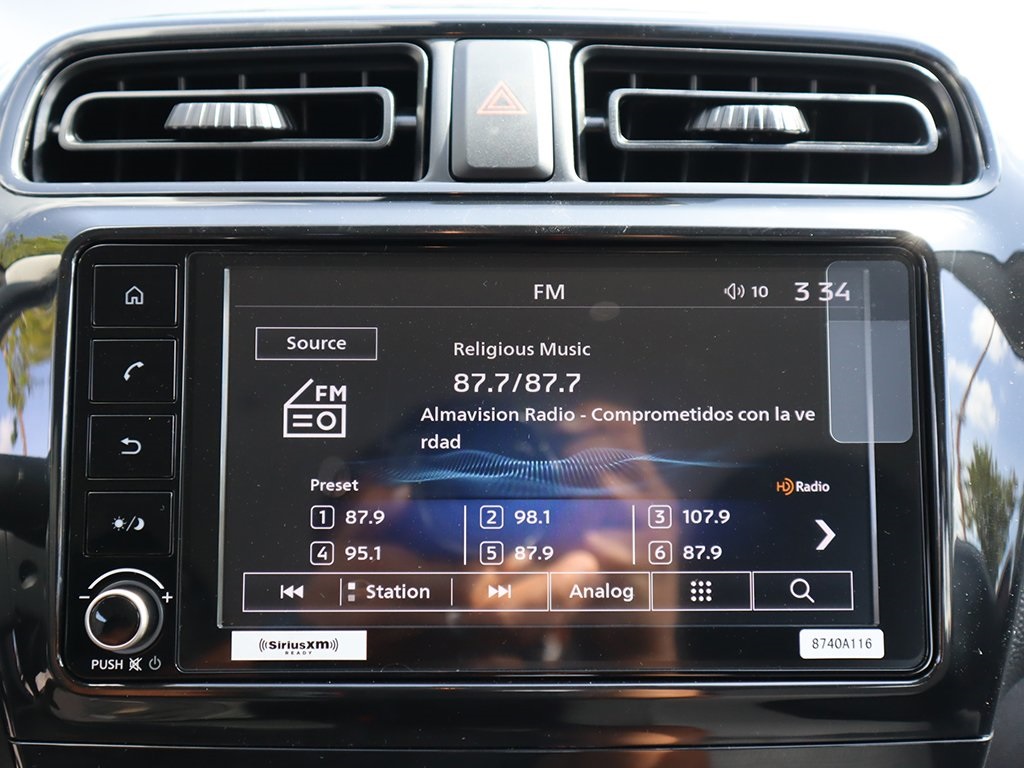 FM 10 3 34
Source
Religious Music
FM
87.7/87.7
Almavision Radio - Comprometidos con la ve
rdad
Preset
HD Radio
1 87.9 2 98.1 3 107.9
4 95.1 5 87.9 6 87.9
Station Analog
- +
((SiriusXM))
READY
8740A116
PUSH